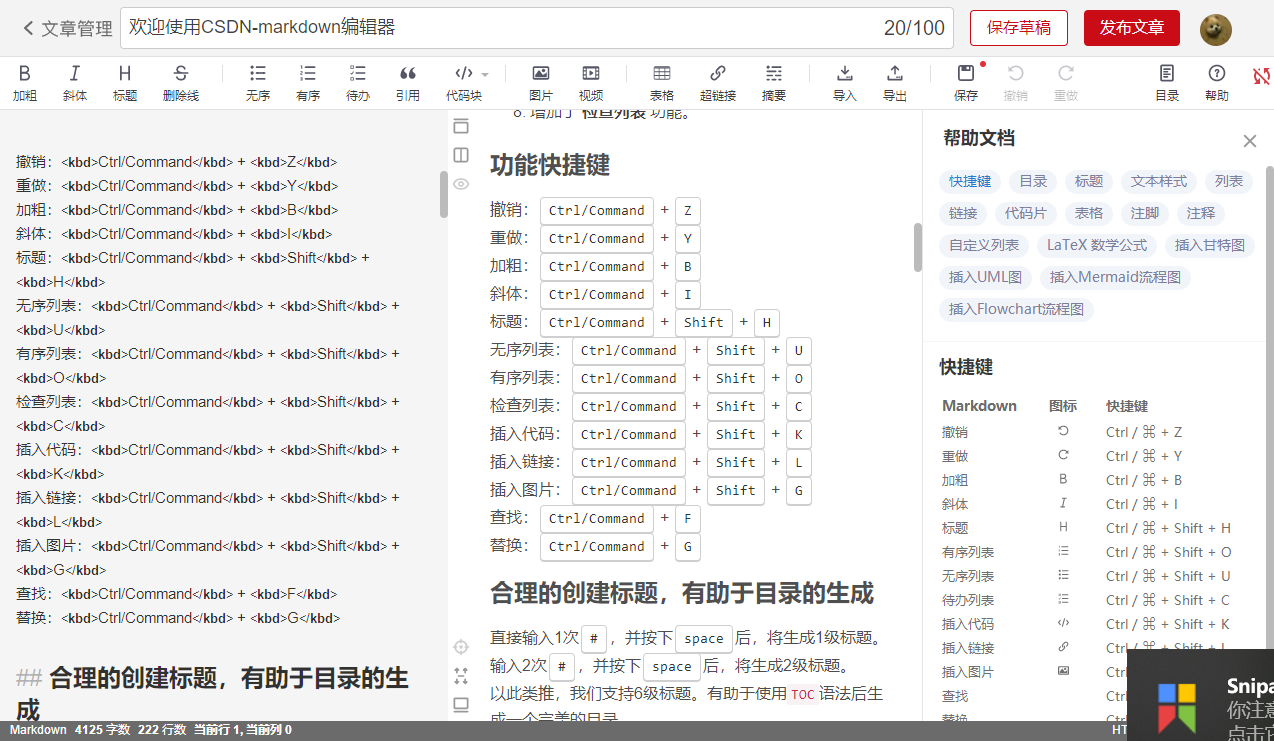 文章管理
欢迎使用CSDN-markdown编辑器
20/100
保存草稿
发布文章
加粗 斜体 标题 删除线 无序 有序 待办 引用 代码块 图片 视频 表格 超链接 摘要 导入 导出 保存 撤销 重做 目录 帮助
撤销：<kbd>Ctrl/Command</kbd> + <kbd>Z</kbd>
重做：<kbd>Ctrl/Command</kbd> + <kbd>Y</kbd>
加粗：<kbd>Ctrl/Command</kbd> + <kbd>B</kbd>
斜体：<kbd>Ctrl/Command</kbd> + <kbd>I</kbd>
标题：<kbd>Ctrl/Command</kbd> + <kbd>Shift</kbd> +
<kbd>H</kbd>
无序列表：<kbd>Ctrl/Command</kbd> + <kbd>Shift</kbd> +
<kbd>U</kbd>
有序列表：<kbd>Ctrl/Command</kbd> + <kbd>Shift</kbd> +
<kbd>O</kbd>
检查列表：<kbd>Ctrl/Command</kbd> + <kbd>Shift</kbd> +
<kbd>C</kbd>
插入代码：<kbd>Ctrl/Command</kbd> + <kbd>Shift</kbd> +
<kbd>K</kbd>
插入链接：<kbd>Ctrl/Command</kbd> + <kbd>Shift</kbd> +
<kbd>L</kbd>
插入图片：<kbd>Ctrl/Command</kbd> + <kbd>Shift</kbd> +
<kbd>G</kbd>
查找：<kbd>Ctrl/Command</kbd> + <kbd>F</kbd>
替换：<kbd>Ctrl/Command</kbd> + <kbd>G</kbd>
## 合理的创建标题，有助于目录的生
成
8. 增加了 检查列表 功能。
功能快捷键
撤销： Ctrl/Command + Z
重做： Ctrl/Command + Y
加粗： Ctrl/Command + B
斜体： Ctrl/Command + I
标题： Ctrl/Command + Shift + H
无序列表： Ctrl/Command + Shift + U
有序列表： Ctrl/Command + Shift + O
检查列表： Ctrl/Command + Shift + C
插入代码： Ctrl/Command + Shift + K
插入链接： Ctrl/Command + Shift + L
插入图片： Ctrl/Command + Shift + G
查找： Ctrl/Command + F
替换： Ctrl/Command + G
合理的创建标题，有助于目录的生成
直接输入1次 # ，并按下 space 后，将生成1级标题。
输入2次 # ，并按下 space 后，将生成2级标题。
以此类推，我们支持6级标题。有助于使用 TOC 语法后生
成一个完美的目录
帮助文档
快捷键 目录 标题 文本样式 列表
链接 代码片 表格 注脚 注释
自定义列表 LaTeX 数学公式 插入甘特图
插入UML图 插入Mermaid流程图
插入Flowchart流程图
快捷键
Markdown 图标 快捷键
撤销 Ctrl / ⌘ + Z
重做 Ctrl / ⌘ + Y
加粗 B Ctrl / ⌘ + B
斜体 I Ctrl / ⌘ + I
标题 H Ctrl / ⌘ + Shift + H
有序列表 Ctrl / ⌘ + Shift + O
无序列表 Ctrl / ⌘ + Shift + U
待办列表 Ctrl / ⌘ + Shift + C
插入代码 Ctrl / ⌘ + Shift + K
插入链接 Ctrl / ⌘ + Shift + L
插入图片 Ctrl
查找 Ctrl
替换 Ctrl
Snipa
你注意
点击它
Markdown 4125 字数 222 行数 当前行 1, 当前列 0
HT